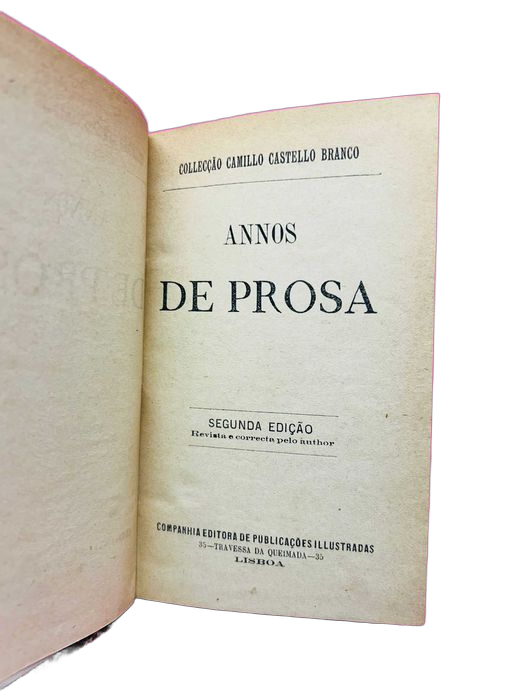 COLLECÇÃO CAMILLO CASTELLO BRANCO
ANNOS
DE PROSA
SEGUNDA EDIÇÃO
Revista e correcta pelo author
COMPANHIA EDITORA DE PUBLICAÇÕES ILLUSTRADAS
35—TRAVESSA DA QUEIMADA—35
LISBOA